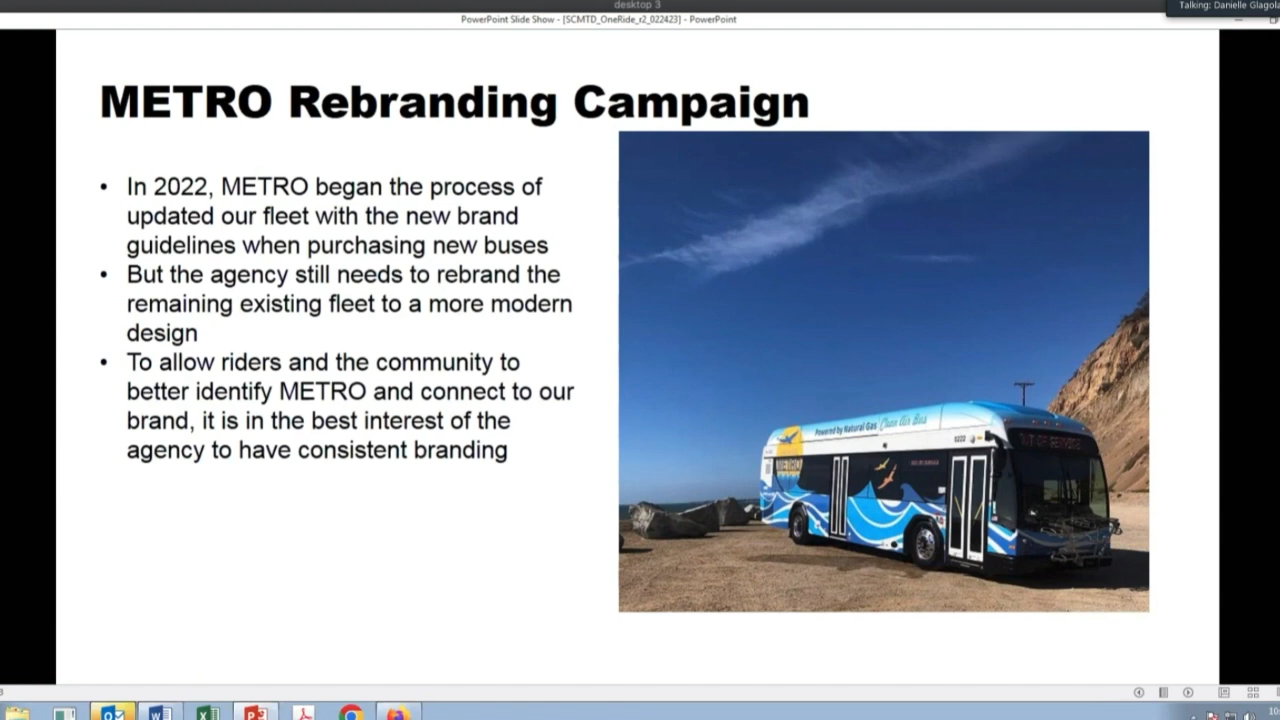 desktop 3
Talking: Danielle Glagola
PowerPoint Slide Show - [SCMTD_OneRide_r2_022423] - PowerPoint
METRO Rebranding Campaign
• In 2022, METRO began the process of
updated our fleet with the new brand
guidelines when purchasing new buses
• But the agency still needs to rebrand the
remaining existing fleet to a more modern
design
• To allow riders and the community to
better identify METRO and connect to our
brand, it is in the best interest of the
agency to have consistent branding
Powered by Natural Gas Clean Air Bus
OUT OF SERVICE